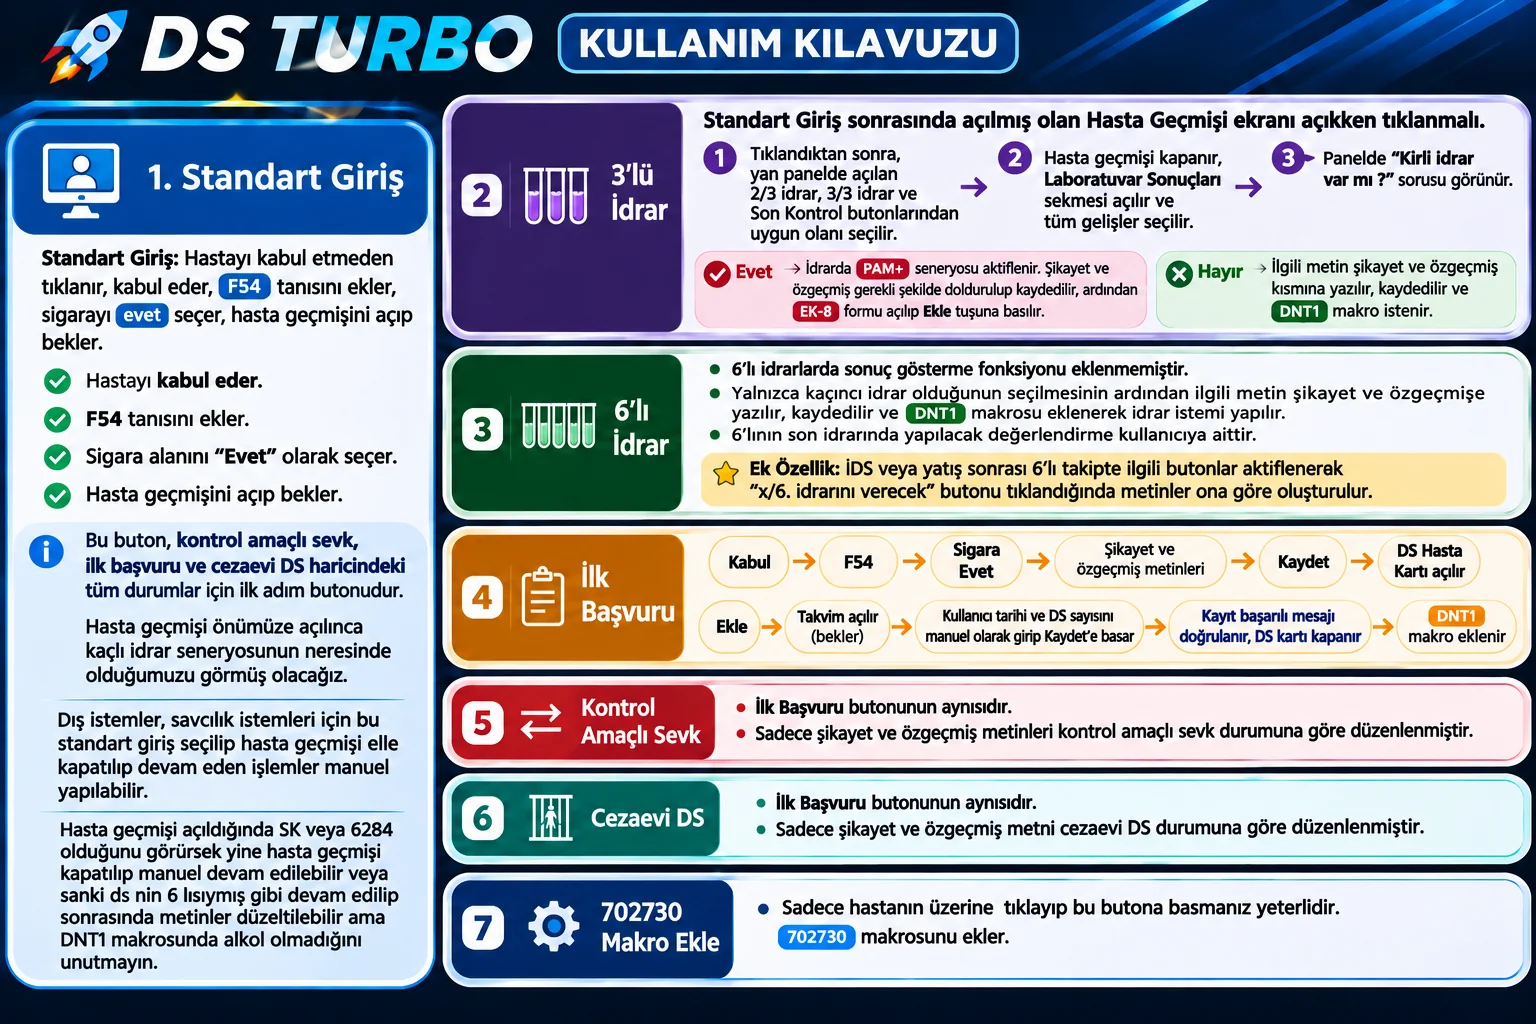 DS TURBO
KULLANIM KILAVUZU
1. Standart Giriş
Standart Giriş: Hastayı kabul etmeden
tıklanır, kabul eder, F54 tanısını ekler,
sigarayı evet seçer, hasta geçmişini açıp
bekler.
Hastayı kabul eder.
F54 tanısını ekler.
Sigara alanını “Evet” olarak seçer.
Hasta geçmişini açıp bekler.
i
Bu buton, kontrol amaçlı sevk,
ilk başvuru ve cezaevi DS haricindeki
tüm durumlar için ilk adım butonudur.
Hasta geçmişi önümüze açılınca
kaçlı idrar seneryosunun neresinde
olduğumuzu görmüş olacağız.
Dış istemler, savcılık istemleri için bu
standart giriş seçilip hasta geçmişi elle
kapatılıp devam eden işlemler manuel
yapılabilir.
Hasta geçmişi açıldığında SK veya 6284
olduğunu görürsek yine hasta geçmişi
kapatılıp manuel devam edilebilir veya
sanki ds nin 6 lısıymış gibi devam edilip
sonrasında metinler düzeltilebilir ama
DNT1 makrosunda alkol olmadığını
unutmayın.
2
3’lü
İdrar
Standart Giriş sonrasında açılmış olan Hasta Geçmişi ekranı açıkken tıklanmalı.
1
Tıklandıktan sonra,
yan panelde açılan
2/3 idrar, 3/3 idrar ve
Son Kontrol butonlarından
uygun olanı seçilir.
2
Hasta geçmişi kapanır,
Laboratuvar Sonuçları
sekmesi açılır ve
tüm gelişler seçilir.
3
Panelde “Kirli idrar
var mı ?” sorusu görünür.
Evet → İdrarda PAM+ seneryosu aktiflenir. Şikayet ve
özgeçmiş gerekli şekilde doldurulup kaydedilir, ardından
EK-8 formu açılıp Ekle tuşuna basılır.
Hayır → İlgili metin şikayet ve özgeçmiş
kısmına yazılır, kaydedilir ve
DNT1 makro istenir.
3
6’lı
İdrar
• 6’lı idrarlarda sonuç gösterme fonksiyonu eklenmemiştir.
• Yalnızca kaçıncı idrar olduğunun seçilmesinin ardından ilgili metin şikayet ve özgeçmişe
yazılır, kaydedilir ve DNT1 makrosu eklenerek idrar istemi yapılır.
• 6’lının son idrarında yapılacak değerlendirme kullanıcıya aittir.
Ek Özellik: İDS veya yatış sonrası 6’lı takipte ilgili butonlar aktiflenerek
“x/6. idrarını verecek” butonu tıklandığında metinler ona göre oluşturulur.
4
İlk
Başvuru
Kabul → F54 → Sigara
Evet → Şikayet ve
özgeçmiş metinleri → Kaydet → DS Hasta
Kartı açılır
Ekle → Takvim açılır
(bekler) → Kullanıcı tarihi ve DS sayısını
manuel olarak girip Kaydet’e basar → Kayıt başarılı mesajı
doğrulanır, DS kartı kapanır → DNT1
makro eklenir
5
Kontrol
Amaçlı Sevk
• İlk Başvuru butonunun aynısıdır.
• Sadece şikayet ve özgeçmiş metinleri kontrol amaçlı sevk durumuna göre düzenlenmiştir.
6
Cezaevi DS
• İlk Başvuru butonunun aynısıdır.
• Sadece şikayet ve özgeçmiş metni cezaevi DS durumuna göre düzenlenmiştir.
7
702730
Makro Ekle
• Sadece hastanın üzerine tıklayıp bu butona basmanız yeterlidir.
702730 makrosunu ekler.